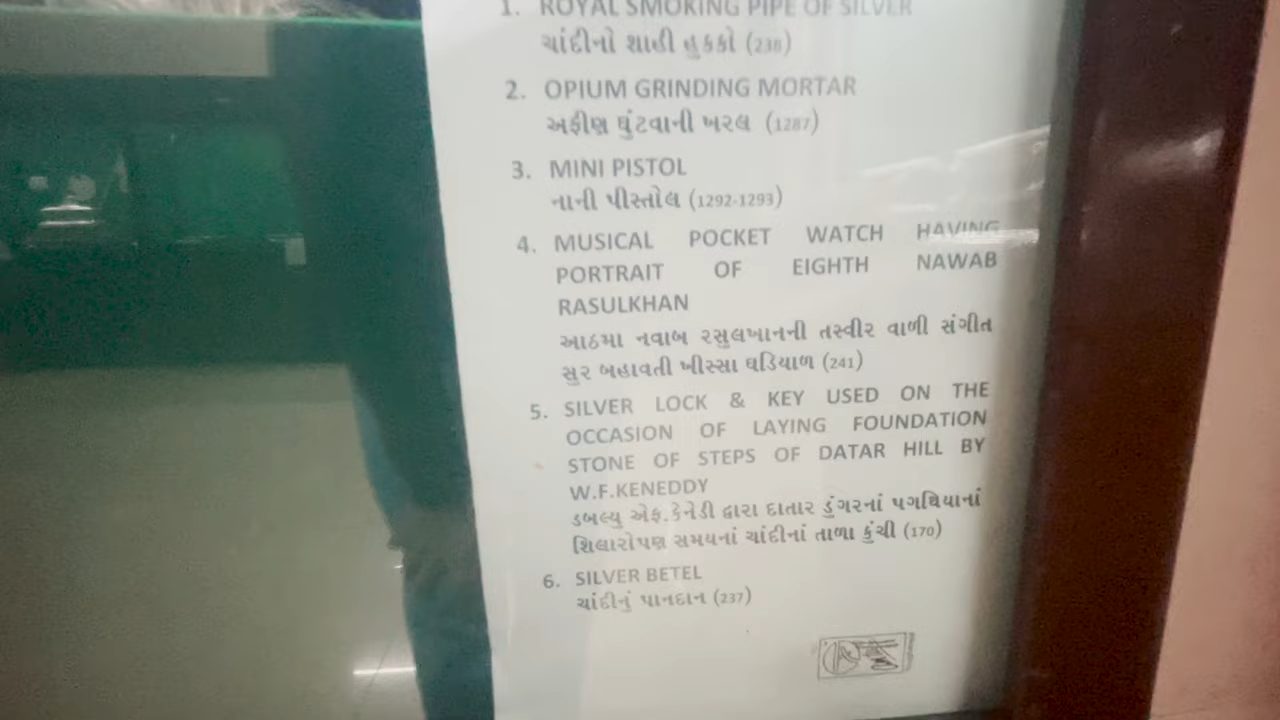 1. ROYAL SMOKING PIPE OF SILVER
ચાંદીનો શાહી હુકકો (238)
2. OPIUM GRINDING MORTAR
અફીણ ઘુંટવાની ખરલ (1287)
3. MINI PISTOL
નાની પીસ્તોલ (1292-1293)
4. MUSICAL POCKET WATCH HAVING
PORTRAIT OF EIGHTH NAWAB
RASULKHAN
આઠમા નવાબ રસુલખાનની તસ્વીર વાળી સંગીત
સુર બહાવતી ખીસ્સા ઘડિયાળ (241)
5. SILVER LOCK & KEY USED ON THE
OCCASION OF LAYING FOUNDATION
STONE OF STEPS OF DATAR HILL BY
W.F.KENEDDY
ડબલ્યુ એફ.કેનેડી દ્વારા દાતાર ડુંગરનાં પગથિયાનાં
શિલારોપણ સમયનાં ચાંદીનાં તાળા કુંચી (170)
6. SILVER BETEL
ચાંદીનું પાનદાન (237)